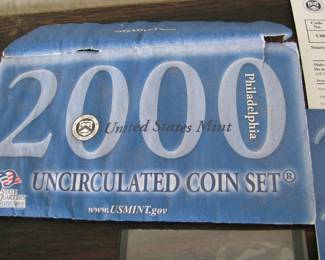 2000
Philadelphia
United States Mint
UNCIRCULATED COIN SET®
www.USMINT.gov